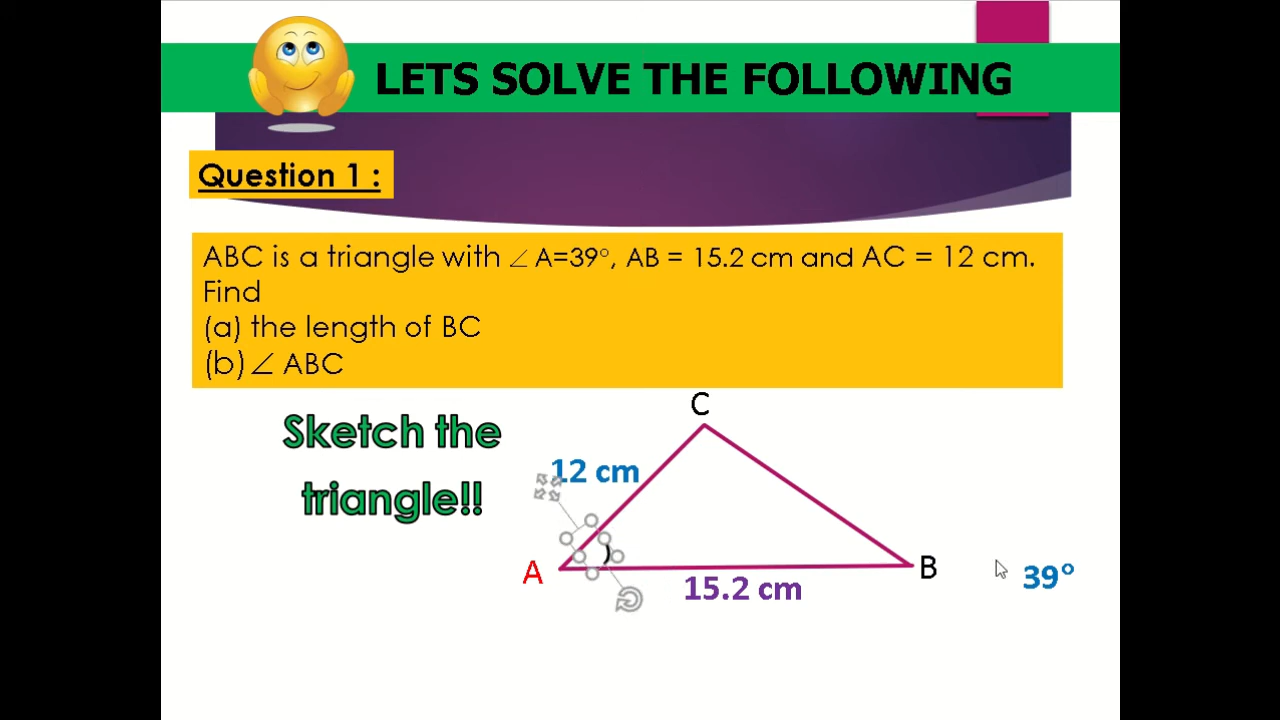 LETS SOLVE THE FOLLOWING
Question 1 :
ABC is a triangle with ∠ A=39°, AB = 15.2 cm and AC = 12 cm.
Find
(a) the length of BC
(b) ∠ ABC
Sketch the
triangle!!
C
12 cm
A
B
15.2 cm
39°